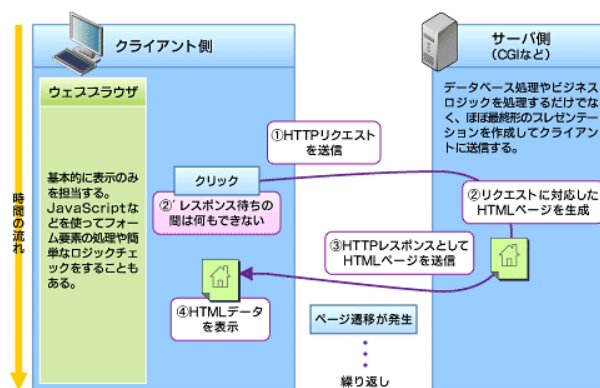 クライアント側
サーバ側
(CGIなど)
ウェブブラウザ
基本的に表示のみ
を担当する。
JavaScriptな
どを使ってフォー
ム要素の処理や簡
単なロジックチェ
ックをすることも
ある。
データベース処理やビジネス
ロジックを処理するだけでな
く、ほぼ最終形のプレゼンテー
ションを作成してクライアン
トに送信する。
①HTTPリクエスト
を送信
クリック
②’レスポンス待ちの
間は何もできない
②リクエストに対応した
HTMLページを生成
③HTTPレスポンスとして
HTMLページを送信
④HTMLデータ
を表示
ページ遷移が発生
繰り返し
時間の流れ